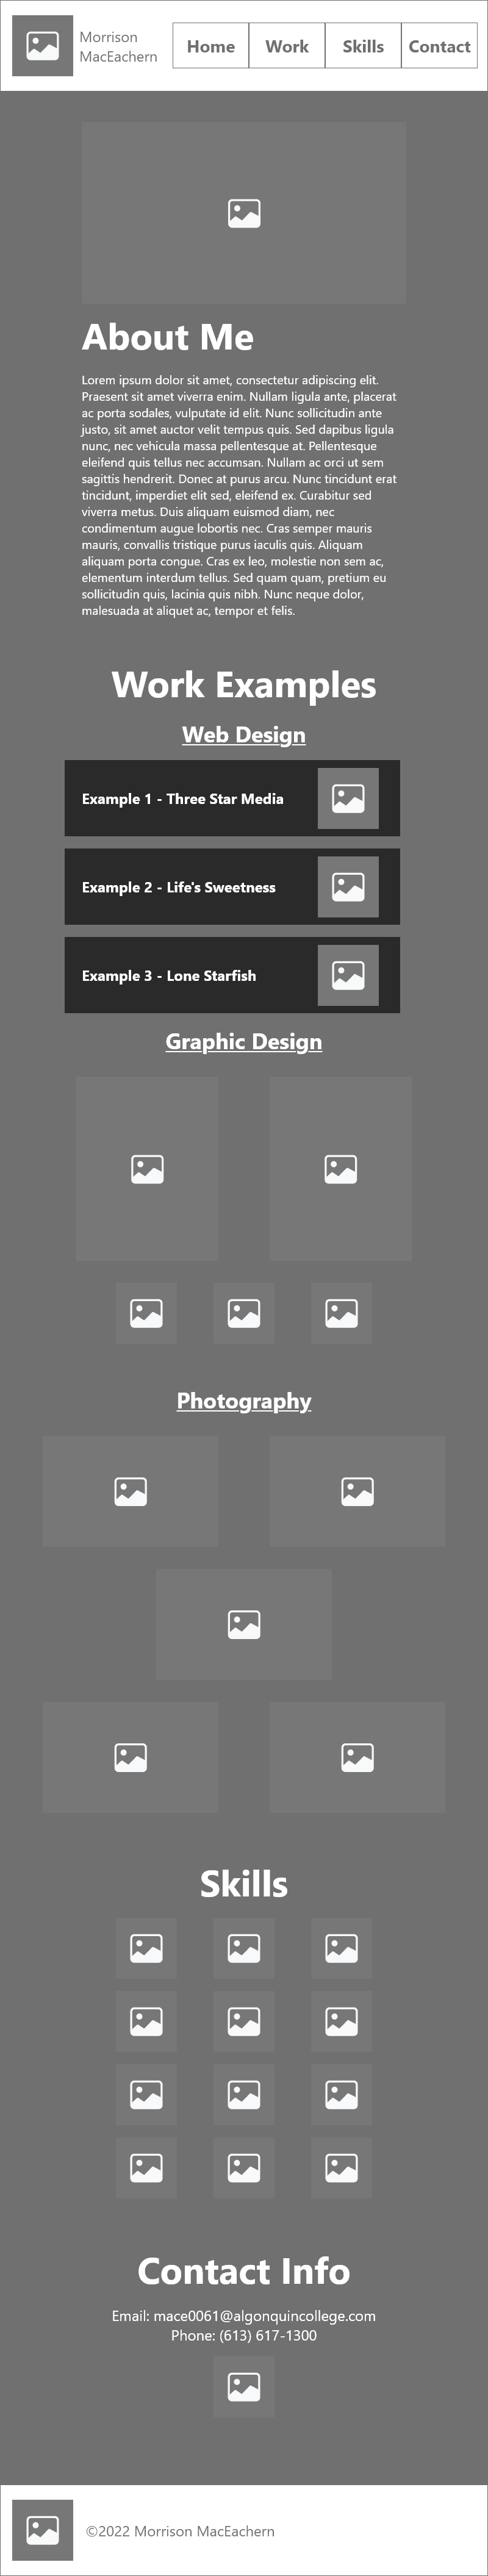 Morrison
MacEachern
Home
Work
Skills
Contact
About Me
Lorem ipsum dolor sit amet, consectetur adipiscing elit.
Praesent sit amet viverra enim. Nullam ligula ante, placerat
ac porta sodales, vulputate id elit. Nunc sollicitudin ante
justo, sit amet auctor velit tempus quis. Sed dapibus ligula
nunc, nec vehicula massa pellentesque at. Pellentesque
eleifend quis tellus nec accumsan. Nullam ac orci ut sem
sagittis hendrerit. Donec at purus arcu. Nunc tincidunt erat
tincidunt, imperdiet elit sed, eleifend ex. Curabitur sed
viverra metus. Duis aliquam euismod diam, nec
condimentum augue lobortis nec. Cras semper mauris
mauris, convallis tristique purus iaculis quis. Aliquam
aliquam porta congue. Cras ex leo, molestie non sem ac,
elementum interdum tellus. Sed quam quam, pretium eu
sollicitudin quis, lacinia quis nibh. Nunc neque dolor,
malesuada at aliquet ac, tempor et felis.
Work Examples
Web Design
Example 1 - Three Star Media
Example 2 - Life's Sweetness
Example 3 - Lone Starfish
Graphic Design
Photography
Skills
Contact Info
Email: mace0061@algonquincollege.com
Phone: (613) 617-1300
©2022 Morrison MacEachern